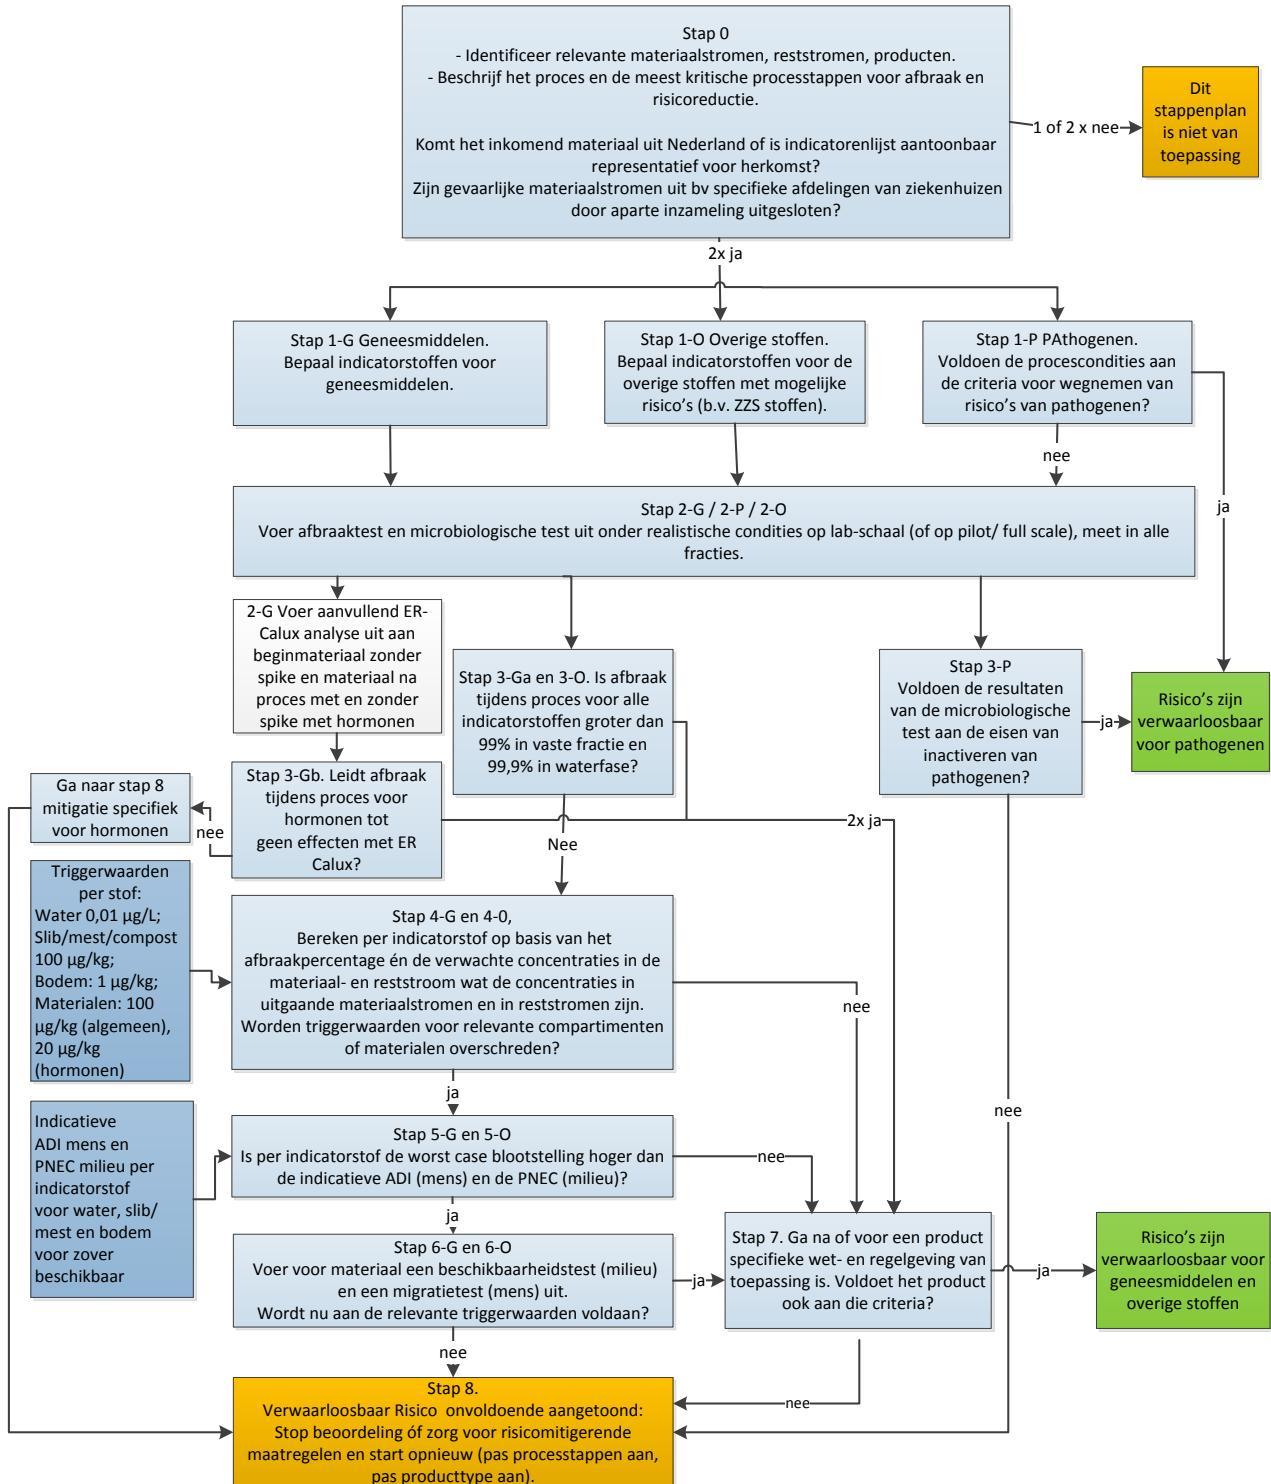 Stap 0
- Identificeer relevante materiaalstromen, reststromen, producten.
- Beschrijf het proces en de meest kritische processtappen voor afbraak en
risicoreductie.
Komt het inkomend materiaal uit Nederland of is indicatorenlijst aantoonbaar
representatief voor herkomst?
Zijn gevaarlijke materiaalstromen uit bv specifieke afdelingen van ziekenhuizen
door aparte inzameling uitgesloten?
1 of 2 x nee
Dit
stappenplan
is niet van
toepassing
2x ja
Stap 1-G Geneesmiddelen.
Bepaal indicatorstoffen voor
geneesmiddelen.
Stap 1-O Overige stoffen.
Bepaal indicatorstoffen voor de
overige stoffen met mogelijke
risico's (b.v. ZZS stoffen).
Stap 1-P PAthogenen.
Voldoen de procescondities aan
de criteria voor wegnemen van
risico's van pathogenen?
nee
ja
Stap 2-G / 2-P / 2-O
Voer afbraaktest en microbiologische test uit onder realistische condities op lab-schaal (of op pilot/ full scale), meet in alle
fracties.
2-G Voer aanvullend ER-
Calux analyse uit aan
beginmateriaal zonder
spike en materiaal na
proces met en zonder
spike met hormonen
Stap 3-Ga en 3-O. Is afbraak
tijdens proces voor alle
indicatorstoffen groter dan
99% in vaste fractie en
99,9% in waterfase?
Stap 3-P
Voldoen de resultaten
van de microbiologische
test aan de eisen van
inactiveren van
pathogenen?
ja
Risico's zijn
verwaarloosbaar
voor pathogenen
Ga naar stap 8
mitigatie specifiek
voor hormonen
nee
Stap 3-Gb. Leidt afbraak
tijdens proces voor
hormonen tot
geen effecten met ER
Calux?
2x ja
Nee
Triggerwaarden
per stof:
Water 0,01 µg/L;
Slib/mest/compost
100 µg/kg;
Bodem: 1 µg/kg;
Materialen: 100
µg/kg (algemeen),
20 µg/kg
(hormonen)
Stap 4-G en 4-0,
Bereken per indicatorstof op basis van het
afbraakpercentage én de verwachte concentraties in de
materiaal- en reststroom wat de concentraties in
uitgaande materiaalstromen en in reststromen zijn.
Worden triggerwaarden voor relevante compartimenten
of materialen overschreden?
nee
ja
nee
Indicatieve
ADI mens en
PNEC milieu per
indicatorstof
voor water, slib/
mest en bodem
voor zover
beschikbaar
Stap 5-G en 5-O
Is per indicatorstof de worst case blootstelling hoger dan
de indicatieve ADI (mens) en de PNEC (milieu)?
nee
ja
Stap 6-G en 6-O
Voer voor materiaal een beschikbaarheidstest (milieu)
en een migratietest (mens) uit.
Wordt nu aan de relevante triggerwaarden voldaan?
ja
Stap 7. Ga na of voor een product
specifieke wet- en regelgeving van
toepassing is. Voldoet het product
ook aan die criteria?
ja
Risico's zijn
verwaarloosbaar voor
geneesmiddelen en
overige stoffen
nee
nee
Stap 8.
Verwaarloosbaar Risico onvoldoende aangetoond:
Stop beoordeling óf zorg voor risicomitigerende
maatregelen en start opnieuw (pas processtappen aan,
pas producttype aan).